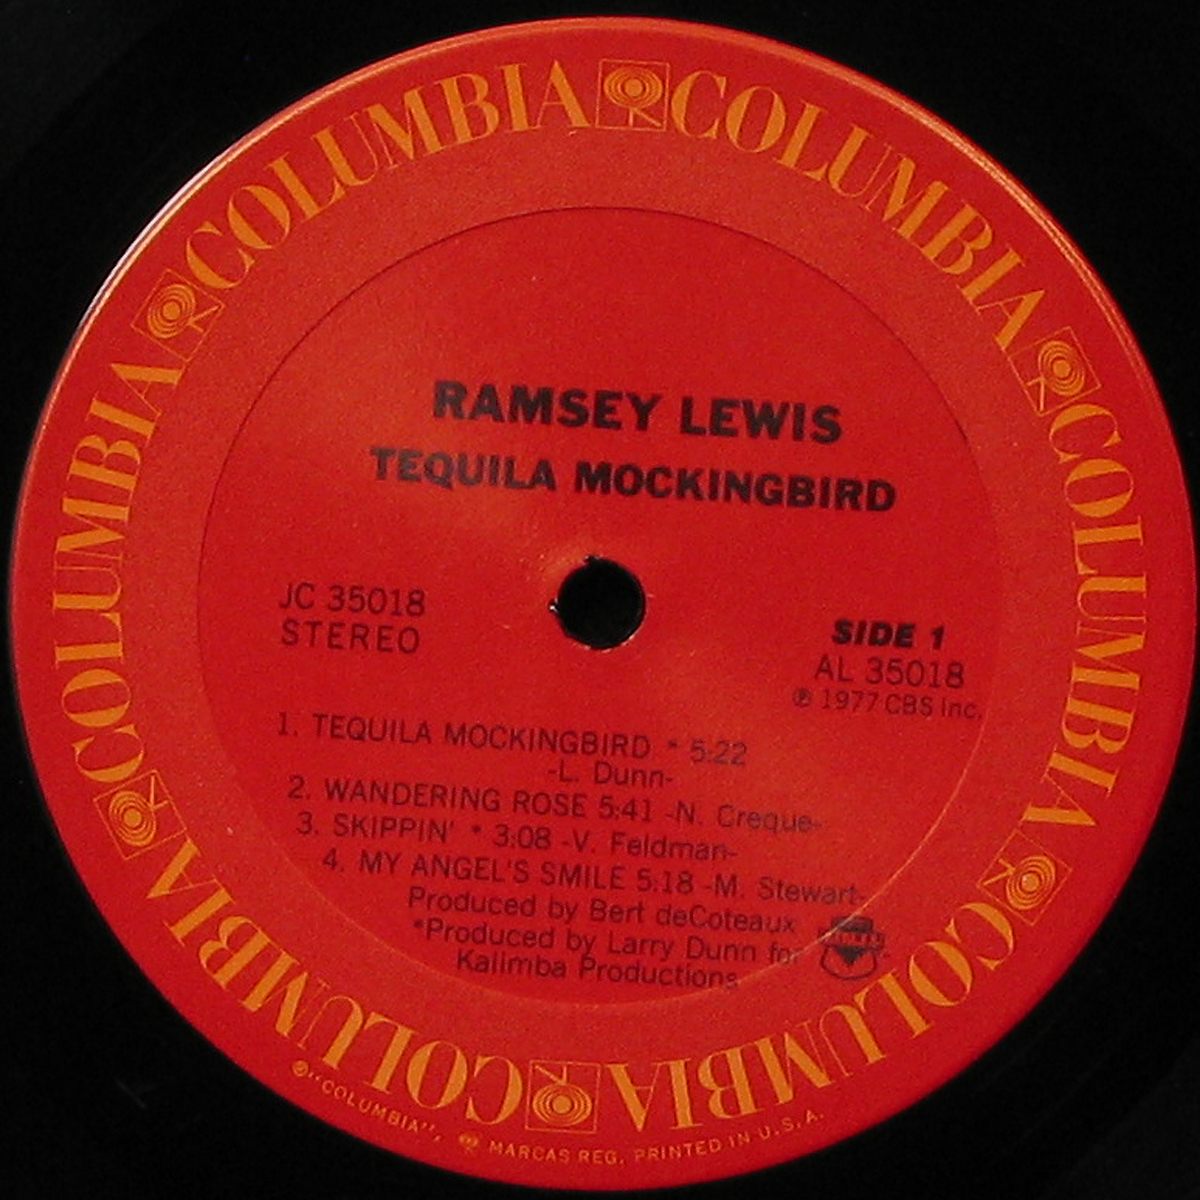 COLUMBIA COLUMBIA COLUMBIA COLUMBIA COLUMBIA COLUMBIA
RAMSEY LEWIS
TEQUILA MOCKINGBIRD
JC 35018
STEREO
SIDE 1
AL 35018
℗ 1977 CBS Inc.
1. TEQUILA MOCKINGBIRD * 5:22
-L. Dunn-
2. WANDERING ROSE 5:41 -N. Creque-
3. SKIPPIN' * 3:08 -V. Feldman-
4. MY ANGEL'S SMILE 5:18 -M. Stewart-
Produced by Bert deCoteaux
*Produced by Larry Dunn for
Kalimba Productions
®"COLUMBIA", MARCAS REG. PRINTED IN U.S.A.